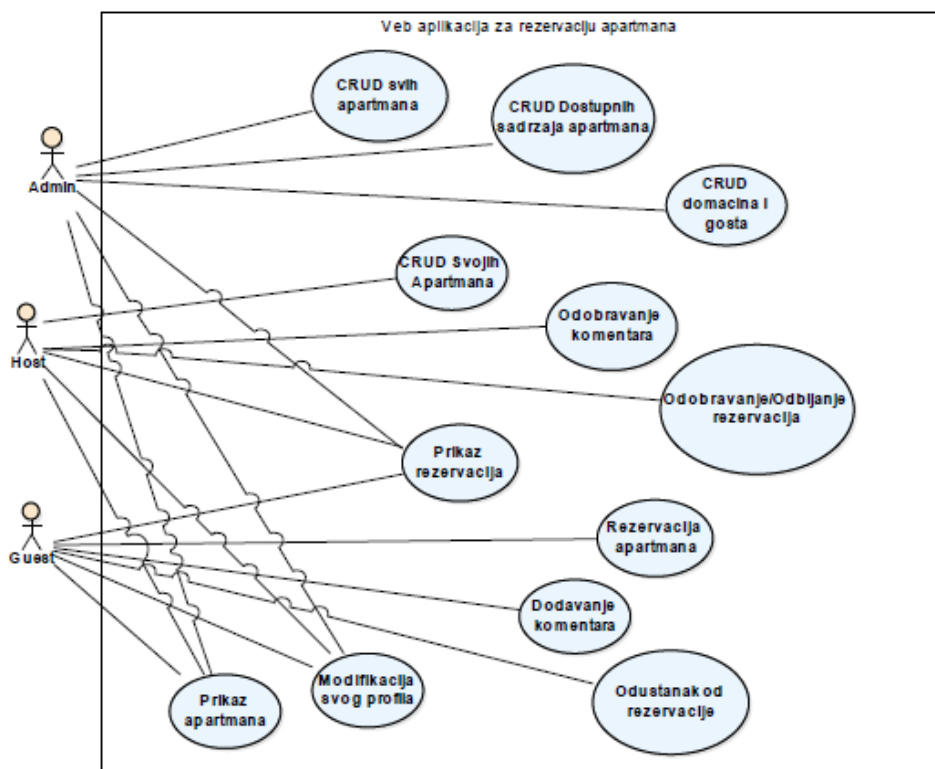 Veb aplikacija za rezervaciju apartmana
CRUD svih
apartmana
CRUD Dostupnih
sadrzaja apartmana
Admin
CRUD
domacina i
gosta
CRUD Svojih
Apartmana
Host
Odobravanje
komentara
Odobravanje/Odbijanje
rezervacija
Prikaz
rezervacija
Guest
Rezervacija
apartmana
Dodavanje
komentara
Modifikacija
svog profila
Prikaz
apartmana
Odustanak od
rezervacije